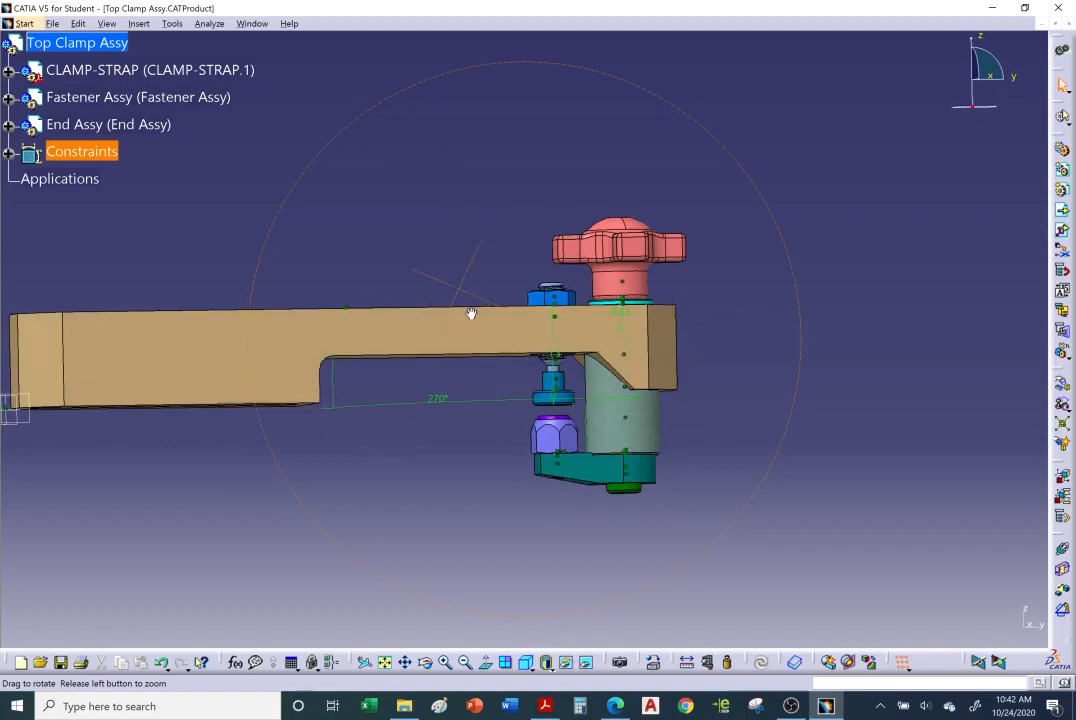 CATIA V5 for Student - [Top Clamp Assy.CATProduct]
Start File Edit View Insert Tools Analyze Window Help
Top Clamp Assy
CLAMP-STRAP (CLAMP-STRAP.1)
Fastener Assy (Fastener Assy)
End Assy (End Assy)
Constraints
Applications
z
x
y
270°
z
x y
f(x)
CATIA
Drag to rotate Release left button to zoom
Type here to search
10:42 AM
10/24/2020